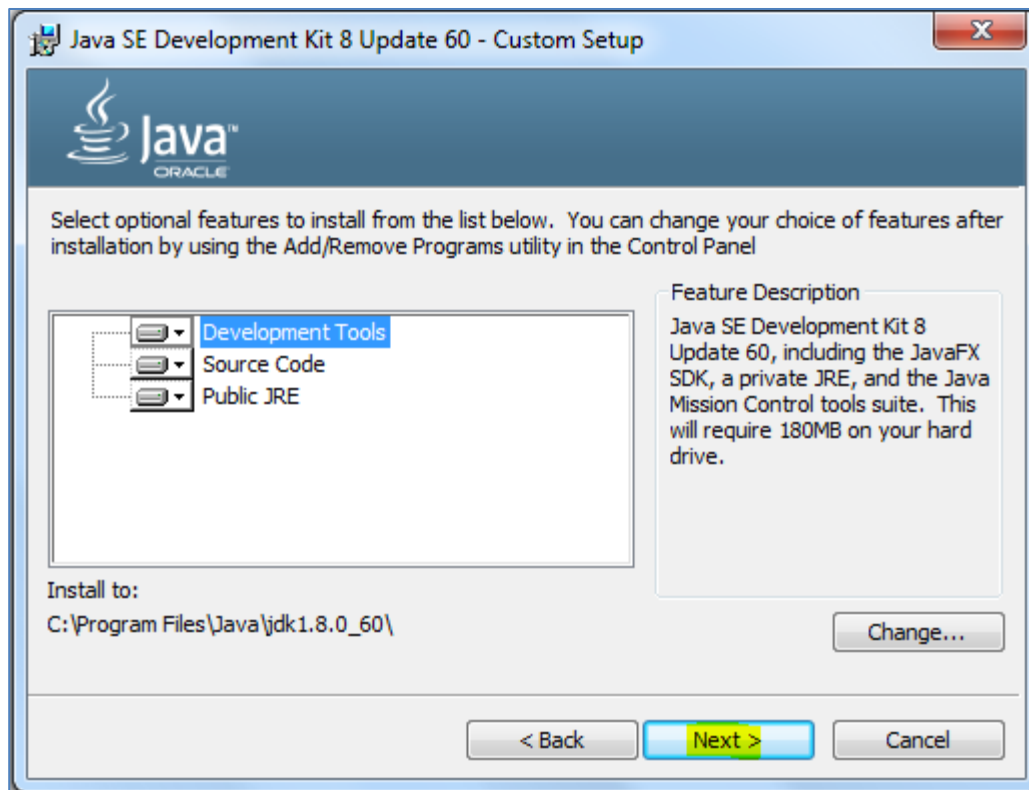 Java SE Development Kit 8 Update 60 - Custom Setup
Java™
ORACLE
Select optional features to install from the list below.  You can change your choice of features after
installation by using the Add/Remove Programs utility in the Control Panel
Development Tools
Source Code
Public JRE
Feature Description
Java SE Development Kit 8
Update 60, including the JavaFX
SDK, a private JRE, and the Java
Mission Control tools suite.  This
will require 180MB on your hard
drive.
Install to:
C:\Program Files\Java\jdk1.8.0_60\
Change...
< Back
Next >
Cancel